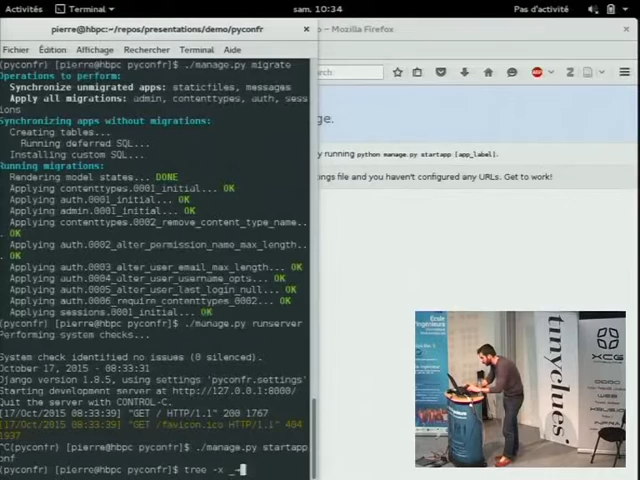 Activités
Terminal
sam. 10:34
Pas d'activité
pierre@hbpc:~/repos/presentations/demo/pyconfr
- Mozilla Firefox
Fichier Édition Affichage Rechercher Terminal Aide
(pyconfr) [pierre@hbpc pyconfr]$ ./manage.py migrate
Operations to perform:
Synchronize unmigrated apps: staticfiles, messages
Apply all migrations: admin, contenttypes, auth, sess
ions
Synchronizing apps without migrations:
Creating tables...
Running deferred SQL...
Installing custom SQL...
Running migrations:
Rendering model states... DONE
Applying contenttypes.0001_initial... OK
Applying auth.0001_initial... OK
Applying admin.0001_initial... OK
Applying contenttypes.0002_remove_content_type_name..
. OK
Applying auth.0002_alter_permission_name_max_length..
. OK
Applying auth.0003_alter_user_email_max_length... OK
Applying auth.0004_alter_user_username_opts... OK
Applying auth.0005_alter_user_last_login_null... OK
Applying auth.0006_require_contenttypes_0002... OK
Applying sessions.0001_initial... OK
(pyconfr) [pierre@hbpc pyconfr]$ ./manage.py runserver
Performing system checks...
System check identified no issues (0 silenced).
October 17, 2015 - 08:33:31
Django version 1.8.5, using settings 'pyconfr.settings'
Starting development server at http://127.0.0.1:8000/
Quit the server with CONTROL-C.
[17/Oct/2015 08:33:39] "GET / HTTP/1.1" 200 1767
[17/Oct/2015 08:33:39] "GET /favicon.ico HTTP/1.1" 404
1937
^C(pyconfr) [pierre@hbpc pyconfr]$ ./manage.py startapp
onf
(pyconfr) [pierre@hbpc pyconfr]$ tree -x _
earch
ge.
y running python manage.py startapp [app_label].
ngs file and you haven't configured any URLs. Get to work!
École
d'ingénieurs
tinyclues
XCG